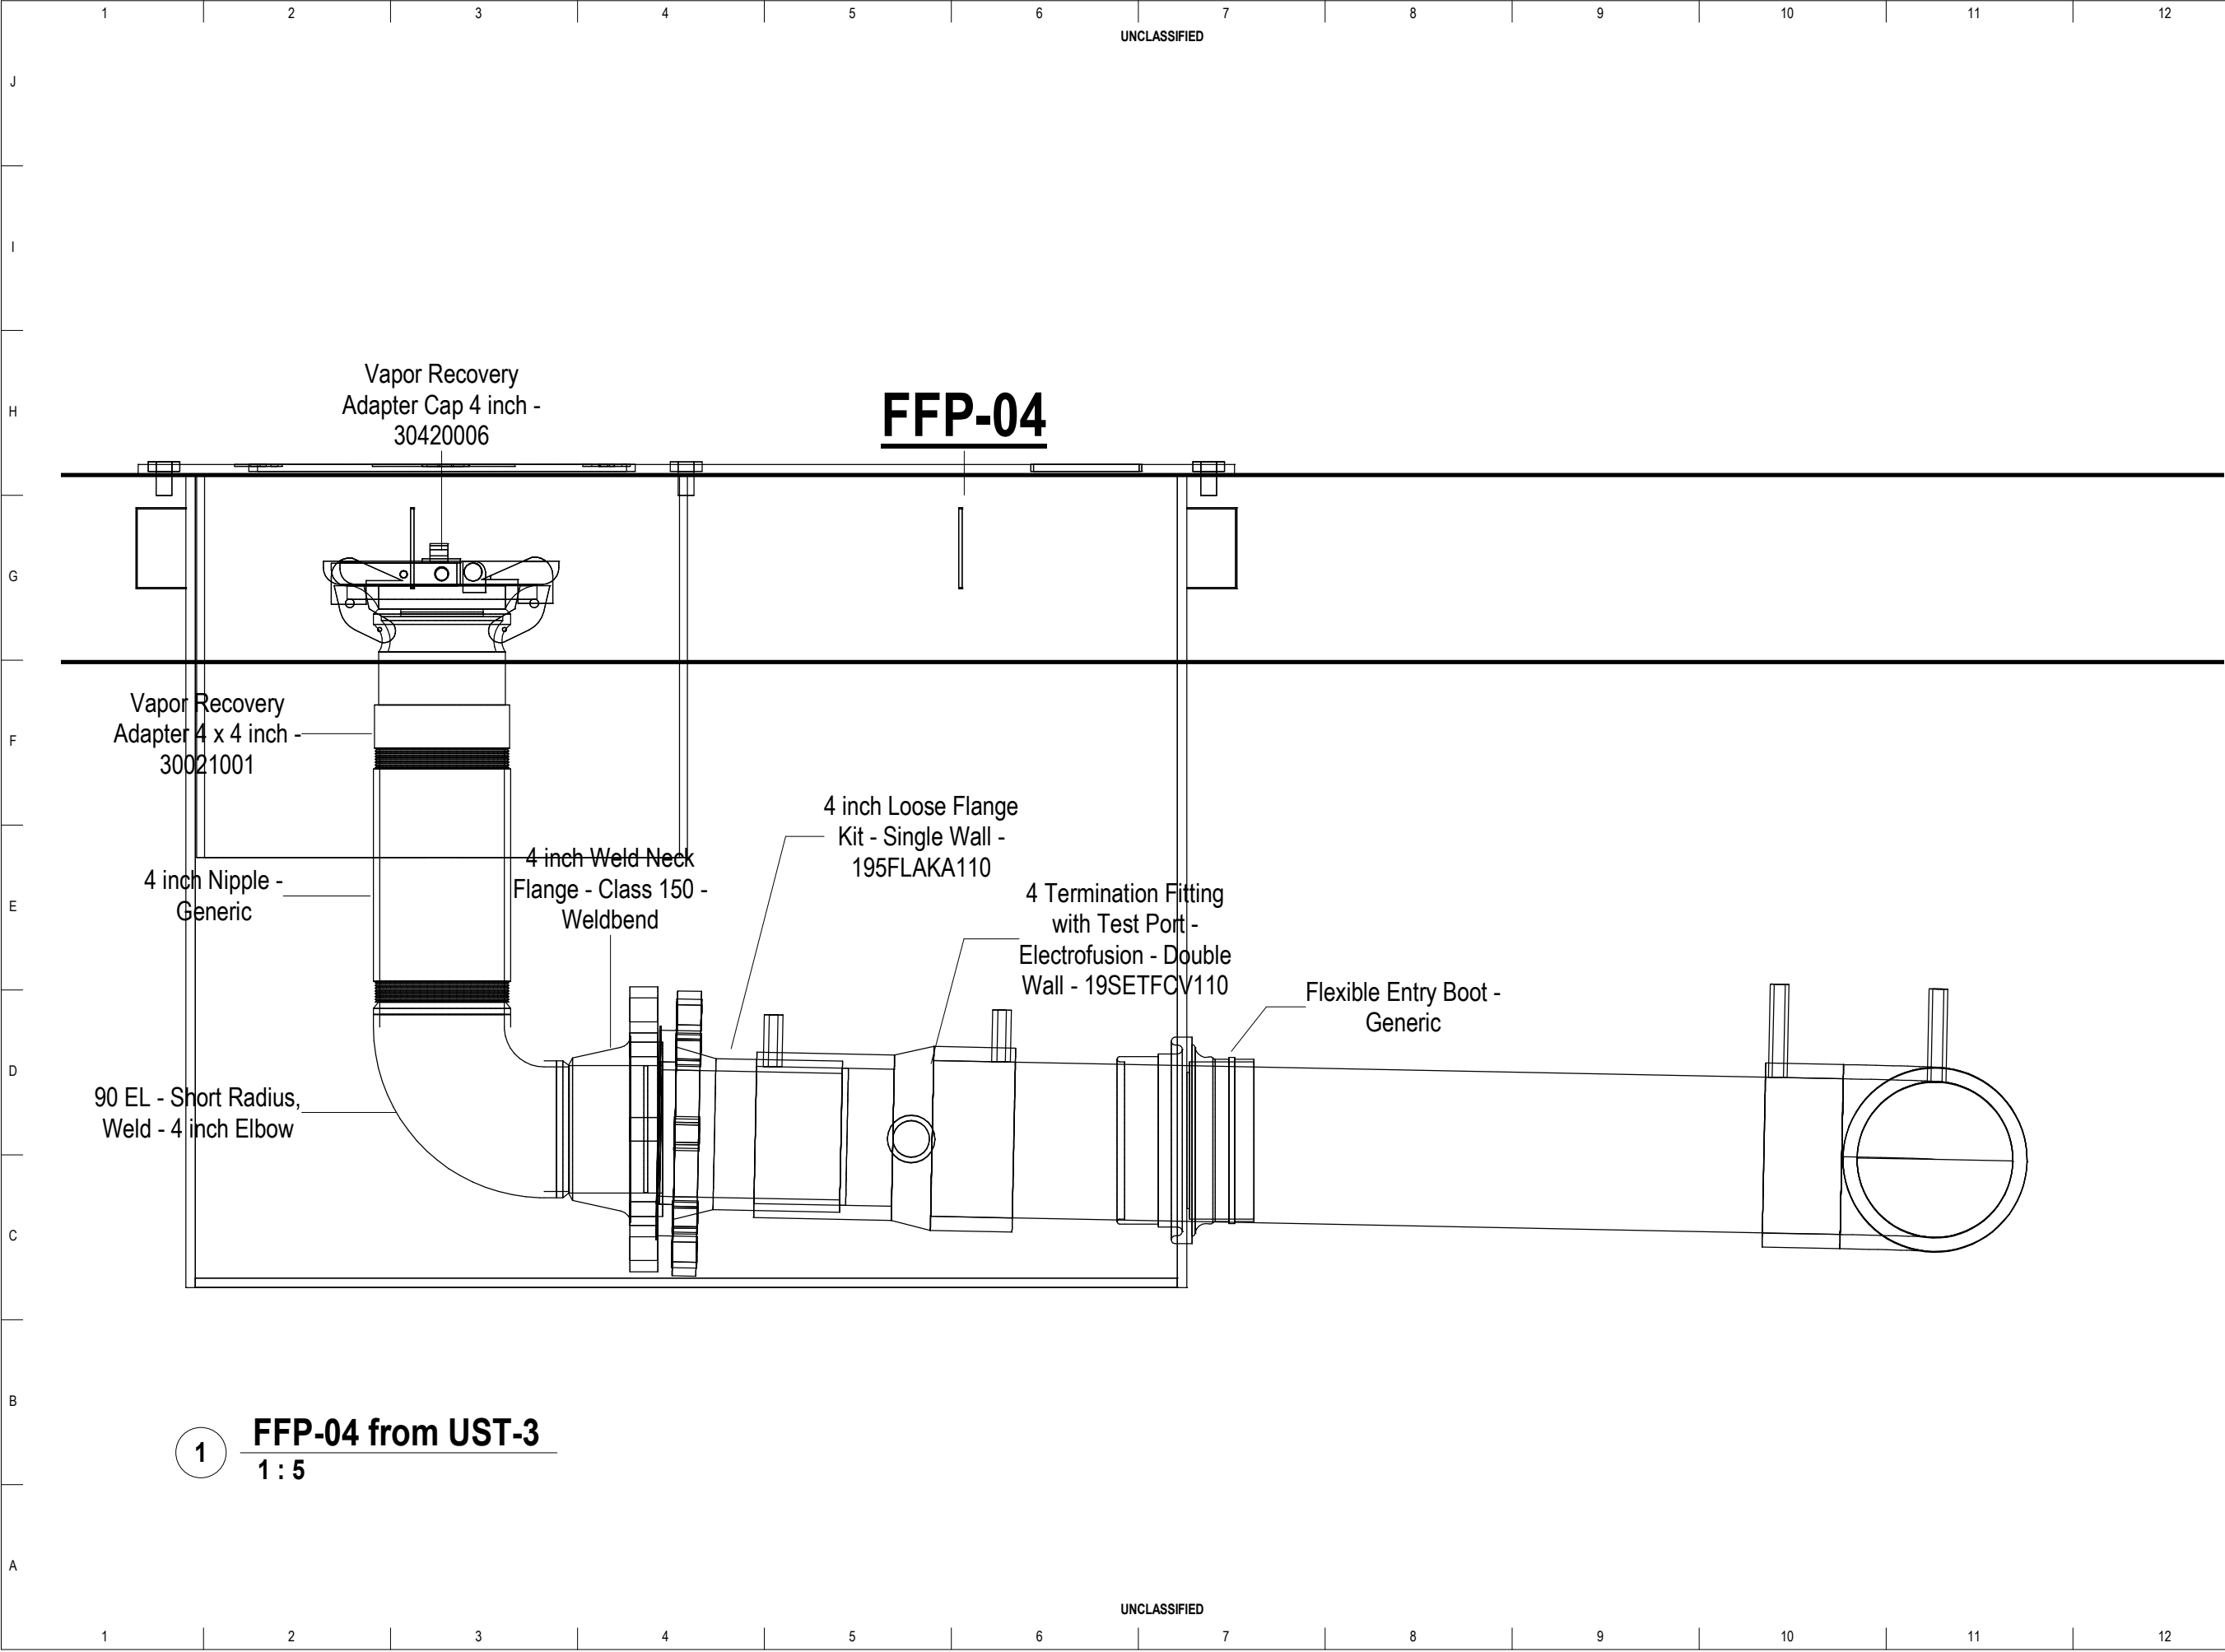 1 2 3 4 5 6 7 8 9 10 11 12
UNCLASSIFIED
J
I
H
G
F
E
D
C
B
A
Vapor Recovery
Adapter Cap 4 inch -
30420006
FFP-04
Vapor Recovery
Adapter 4 x 4 inch -
30021001
4 inch Nipple -
Generic
4 inch Weld Neck
Flange - Class 150 -
Weldbend
4 inch Loose Flange
Kit - Single Wall -
195FLAKA110
4 Termination Fitting
with Test Port -
Electrofusion - Double
Wall - 19SETFCV110
Flexible Entry Boot -
Generic
90 EL - Short Radius,
Weld - 4 inch Elbow
1
FFP-04 from UST-3
1 : 5
UNCLASSIFIED
1 2 3 4 5 6 7 8 9 10 11 12